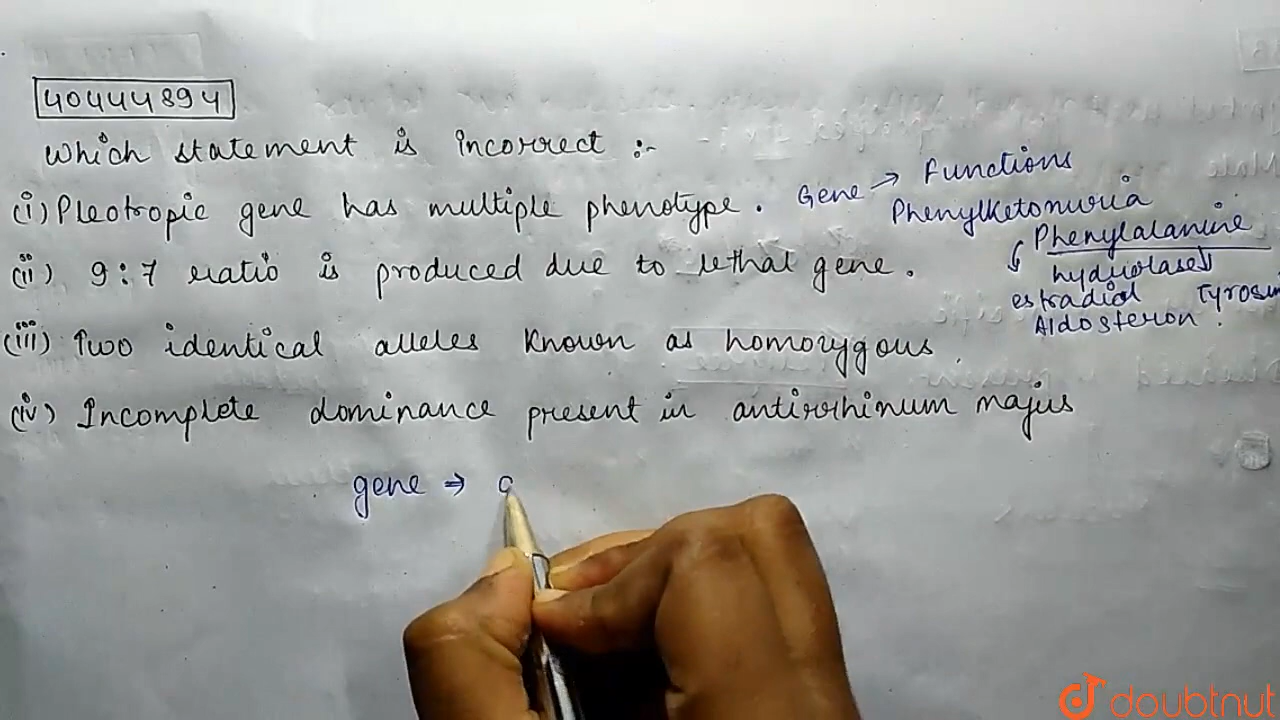 40444894
Which statement is incorrect :-
(i) Pleotropic gene has multiple phenotype. Gene → Functions
Phenylketonuria
Phenylalanine
(ii) 9:7 ratio is produced due to lethal gene.
hydrolases
estradiol Tyrosin
Aldosteron.
(iii) Two identical alleles known as homozygous.
(iv) Incomplete dominance present in antirrhinum majus
gene ⇒
doubtnut